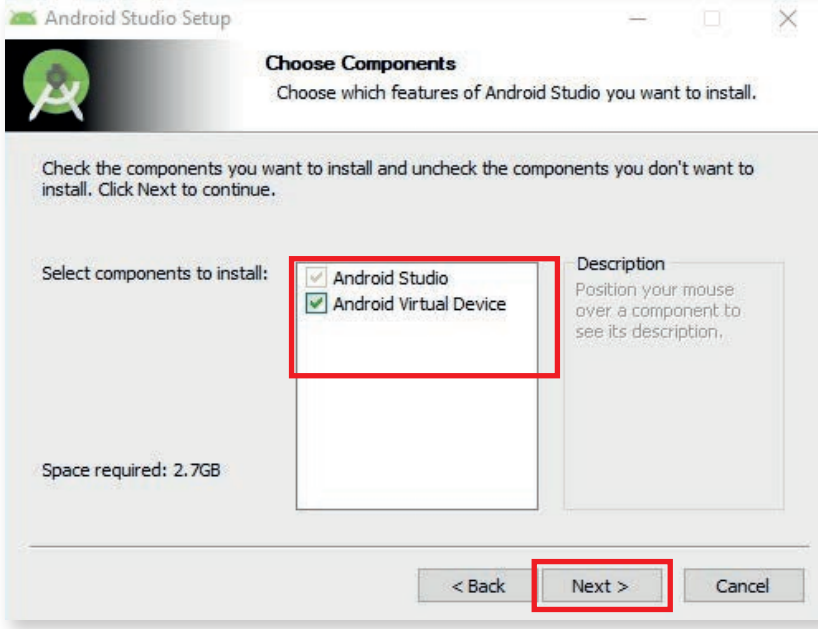 Android Studio Setup
Choose Components
Choose which features of Android Studio you want to install.
Check the components you want to install and uncheck the components you don't want to
install. Click Next to continue.
Select components to install:
Android Studio
Android Virtual Device
Description
Position your mouse
over a component to
see its description.
Space required: 2.7GB
< Back
Next >
Cancel